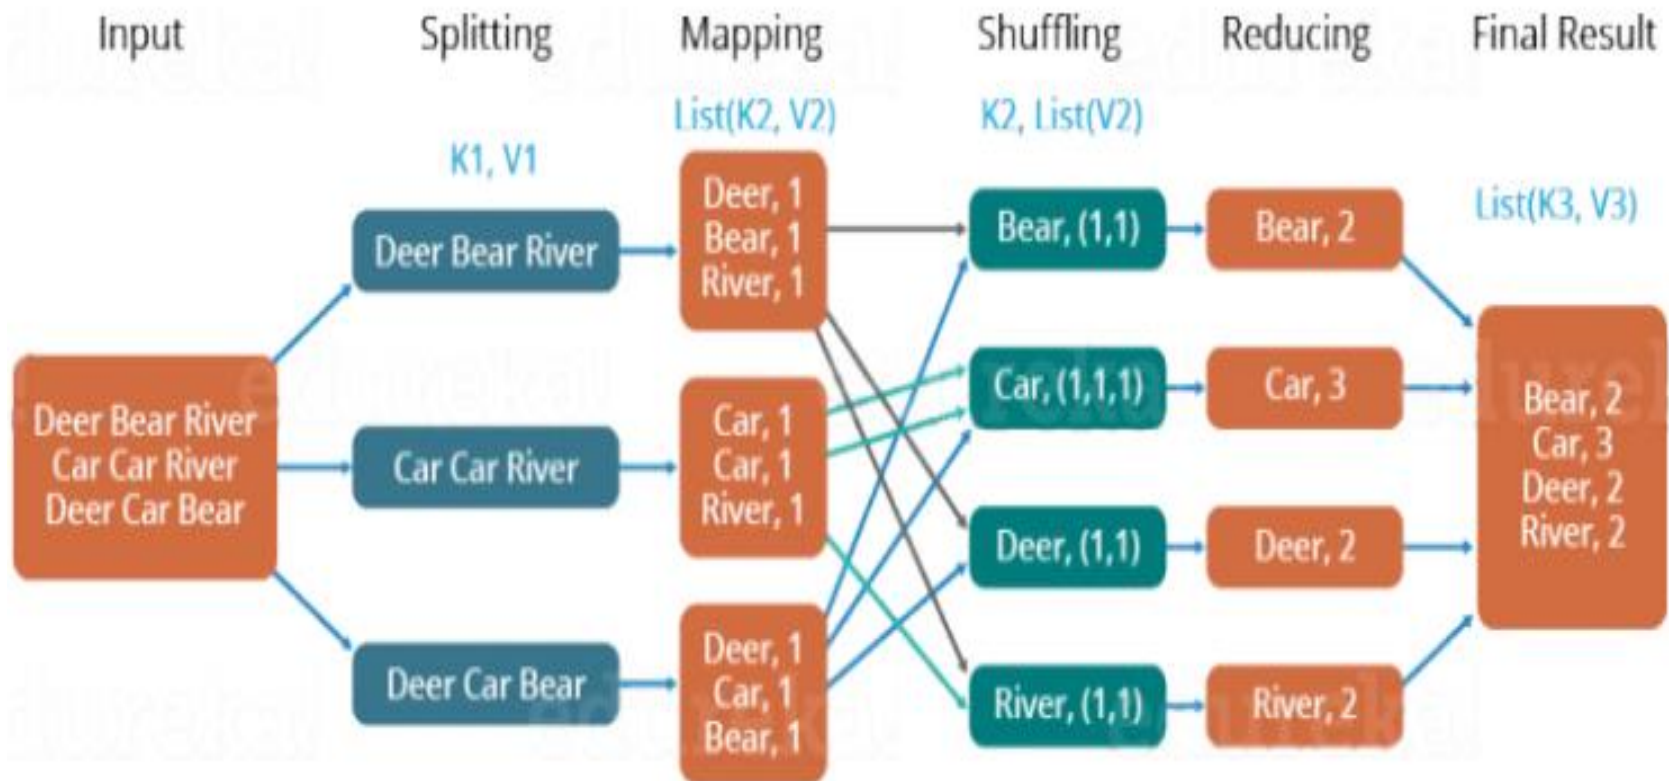 Input
Splitting
Mapping
Shuffling
Reducing
Final Result
K1, V1
List(K2, V2)
K2, List(V2)
List(K3, V3)
Deer Bear River
Car Car River
Deer Car Bear
Deer Bear River
Car Car River
Deer Car Bear
Deer, 1
Bear, 1
River, 1
Car, 1
Car, 1
River, 1
Deer, 1
Car, 1
Bear, 1
Bear, (1,1)
Car, (1,1,1)
Deer, (1,1)
River, (1,1)
Bear, 2
Car, 3
Deer, 2
River, 2
Bear, 2
Car, 3
Deer, 2
River, 2